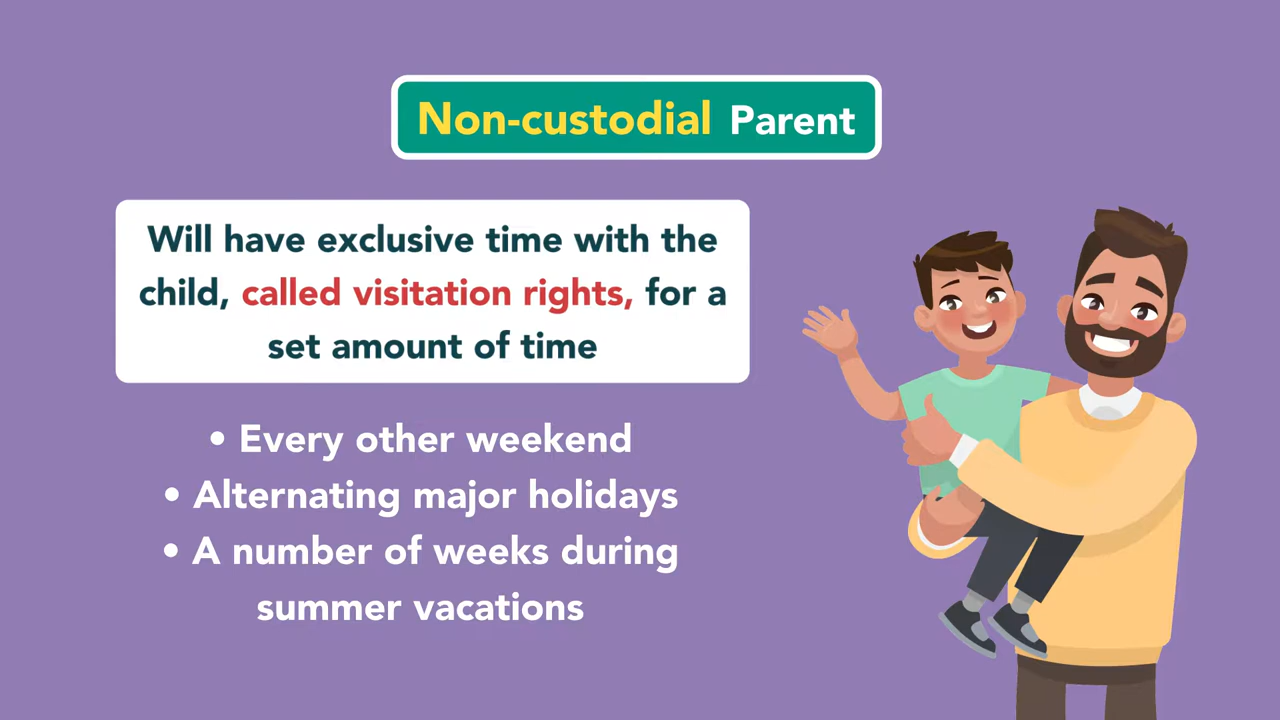 Non-custodial Parent
Will have exclusive time with the
child, called visitation rights, for a
set amount of time
• Every other weekend
• Alternating major holidays
• A number of weeks during
summer vacations